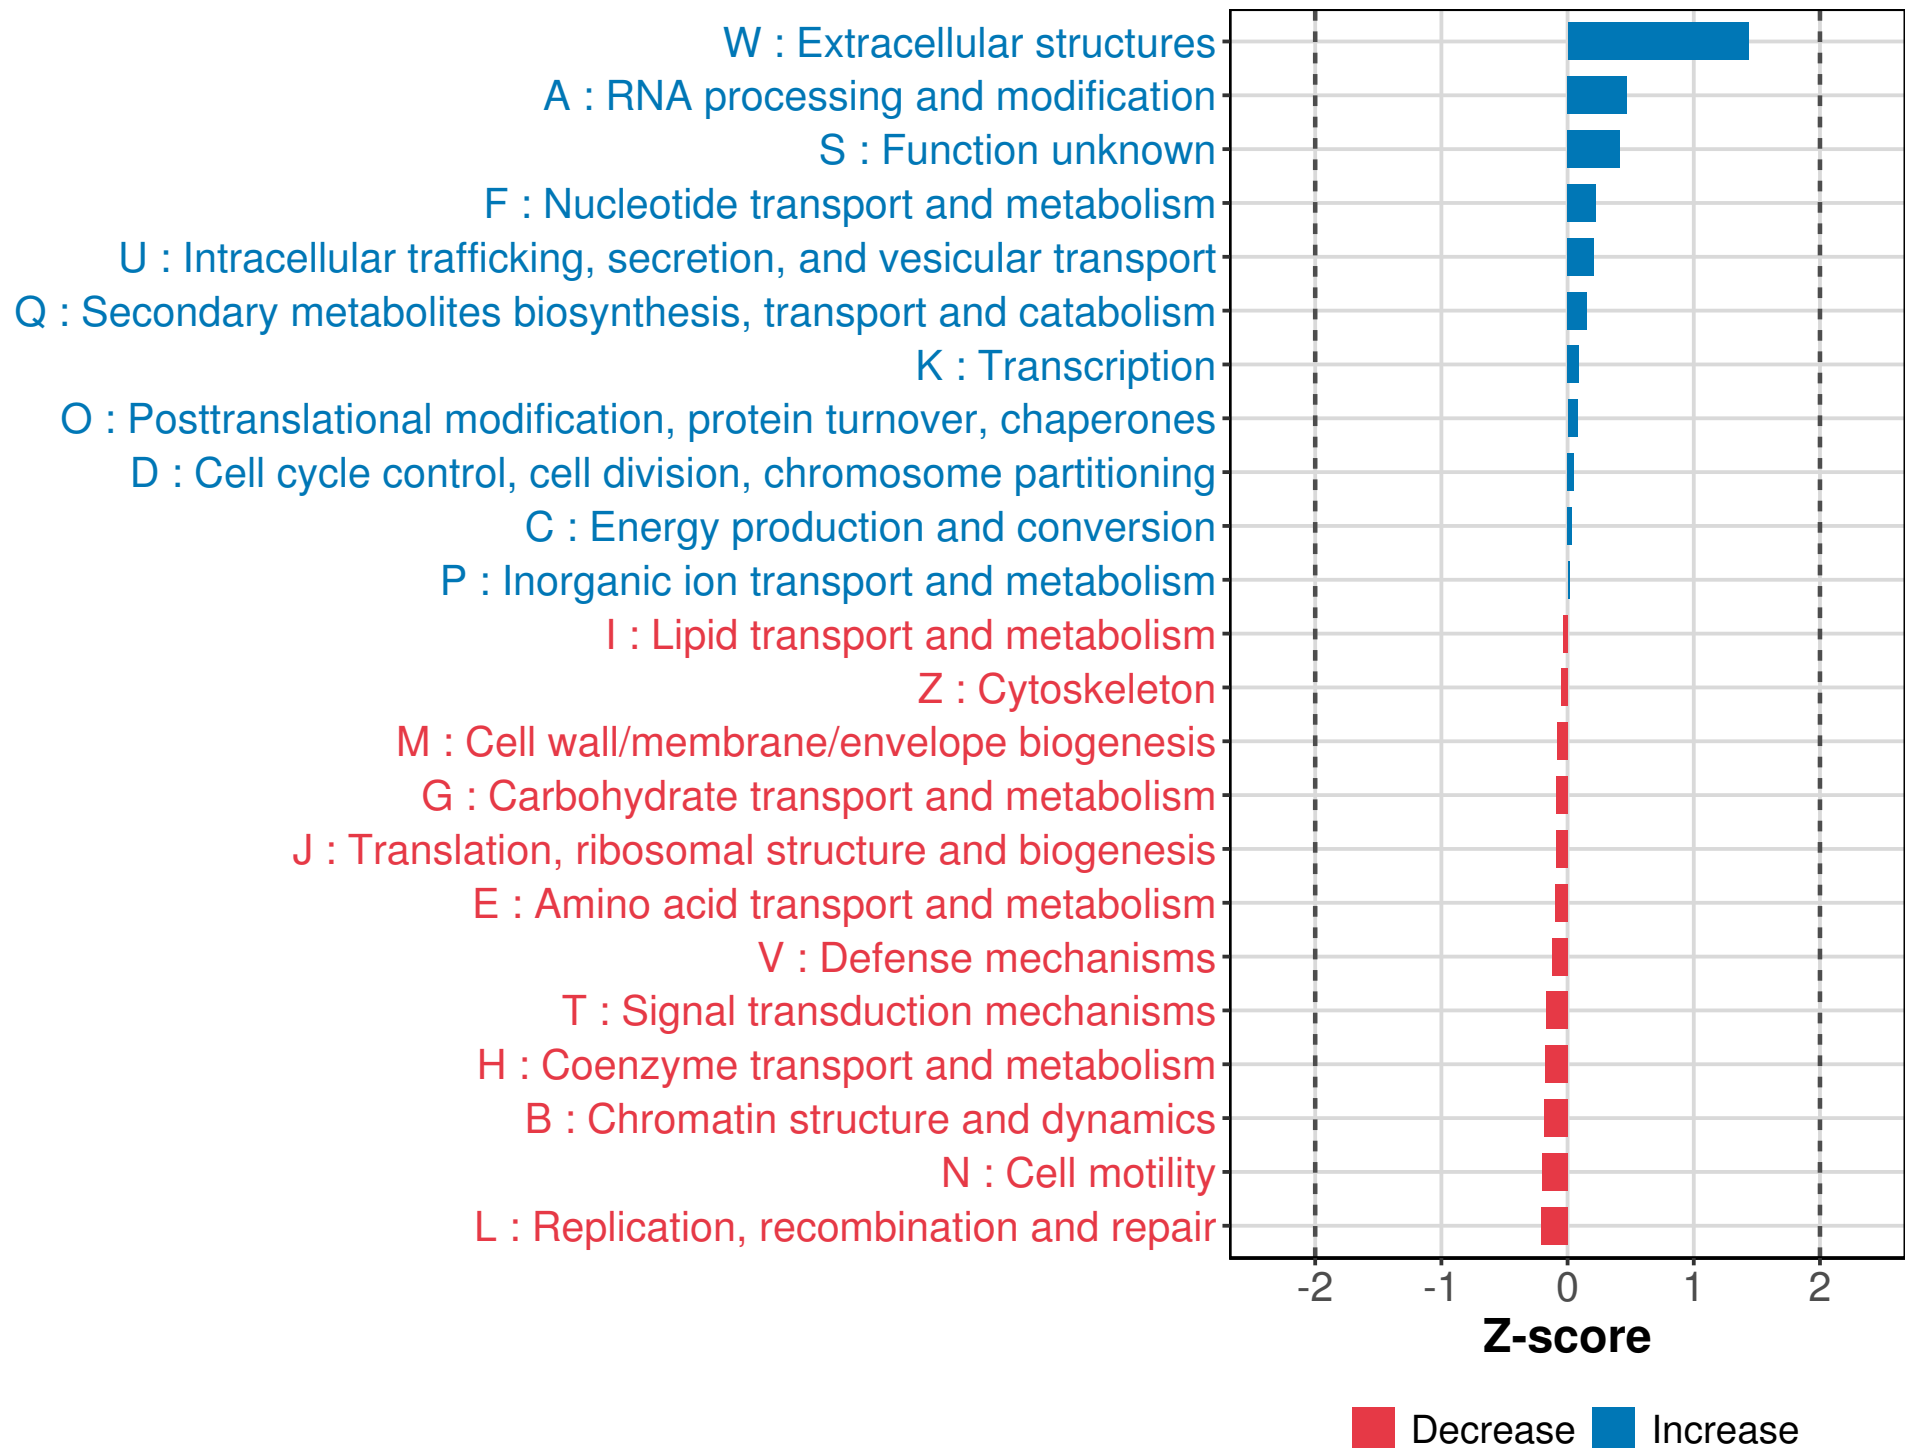 W : Extracellular structures
A : RNA processing and modification
S : Function unknown
F : Nucleotide transport and metabolism
U : Intracellular trafficking, secretion, and vesicular transport
Q : Secondary metabolites biosynthesis, transport and catabolism
K : Transcription
O : Posttranslational modification, protein turnover, chaperones
D : Cell cycle control, cell division, chromosome partitioning
C : Energy production and conversion
P : Inorganic ion transport and metabolism
I : Lipid transport and metabolism
Z : Cytoskeleton
M : Cell wall/membrane/envelope biogenesis
G : Carbohydrate transport and metabolism
J : Translation, ribosomal structure and biogenesis
E : Amino acid transport and metabolism
V : Defense mechanisms
T : Signal transduction mechanisms
H : Coenzyme transport and metabolism
B : Chromatin structure and dynamics
N : Cell motility
L : Replication, recombination and repair
-2 -1 0 1 2
Z-score
Decrease Increase